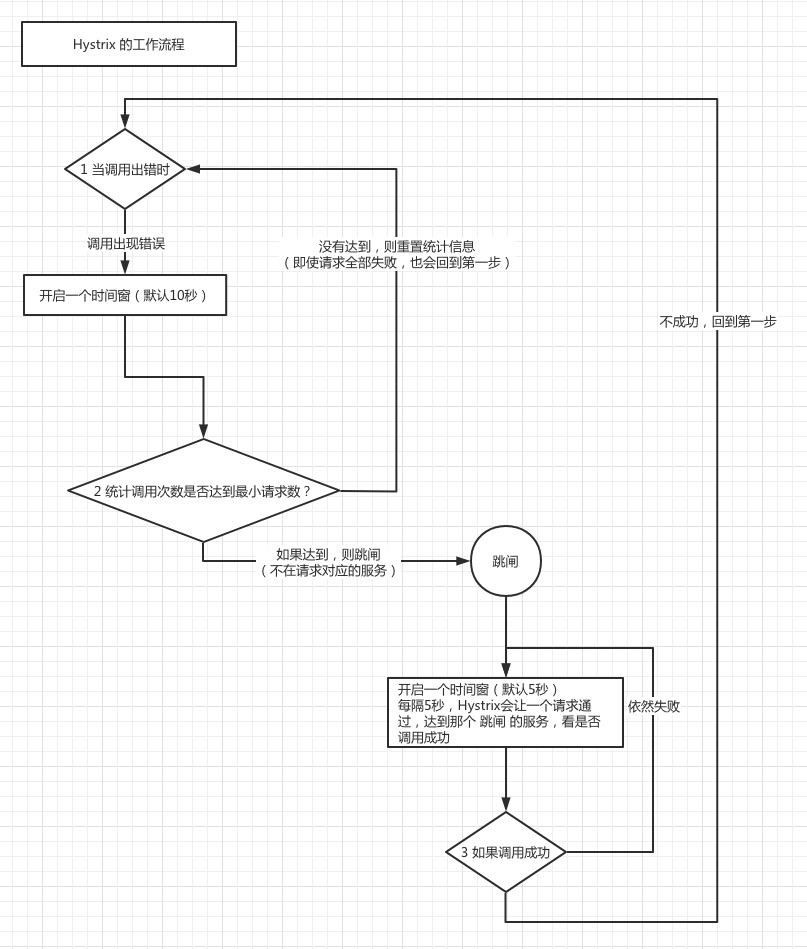 Hystrix 的工作流程
1 当调用出错时
调用出现错误
没有达到，则重置统计信息
（即使请求全部失败，也会回到第一步）
开启一个时间窗（默认10秒）
不成功，回到第一步
2 统计调用次数是否达到最小请求数？
如果达到，则跳闸
（不在请求对应的服务）
跳闸
开启一个时间窗（默认5秒）
每隔5秒，Hystrix会让一个请求通
过，达到那个 跳闸 的服务，看是否
调用成功
依然失败
3 如果调用成功